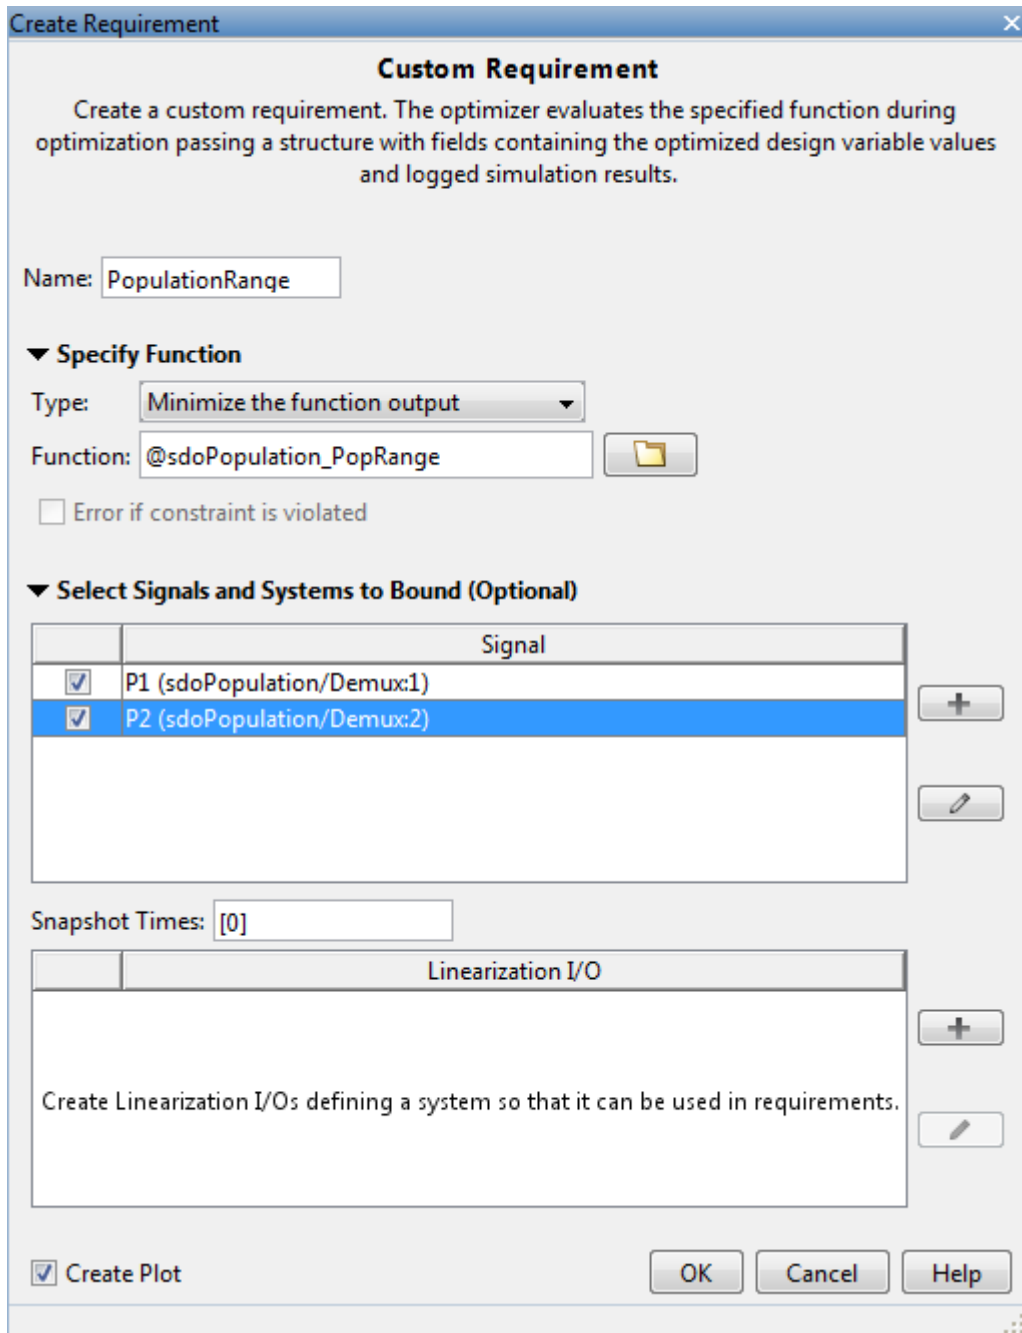 Create Requirement
Custom Requirement
Create a custom requirement. The optimizer evaluates the specified function during
optimization passing a structure with fields containing the optimized design variable values
and logged simulation results.
Name: PopulationRange
Specify Function
Type: Minimize the function output
Function: @sdoPopulation_PopRange
Error if constraint is violated
Select Signals and Systems to Bound (Optional)
Signal
P1 (sdoPopulation/Demux:1)
P2 (sdoPopulation/Demux:2)
Snapshot Times: [0]
Linearization I/O
Create Linearization I/Os defining a system so that it can be used in requirements.
Create Plot OK Cancel Help